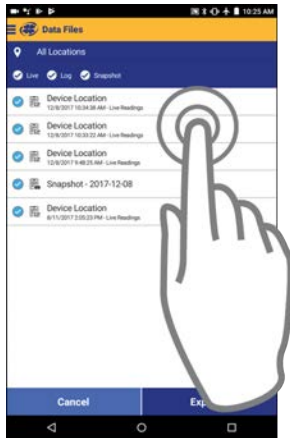 10:25 AM
Data Files
All Locations
Live Log Snapshot
Device Location
12/8/2017 10:34:38 AM - Live Readings
Device Location
12/8/2017 10:33:22 AM - Live Readings
Device Location
12/8/2017 9:48:25 AM - Live Readings
Snapshot - 2017-12-08
Device Location
8/11/2017 2:05:23 PM - Live Readings
Cancel